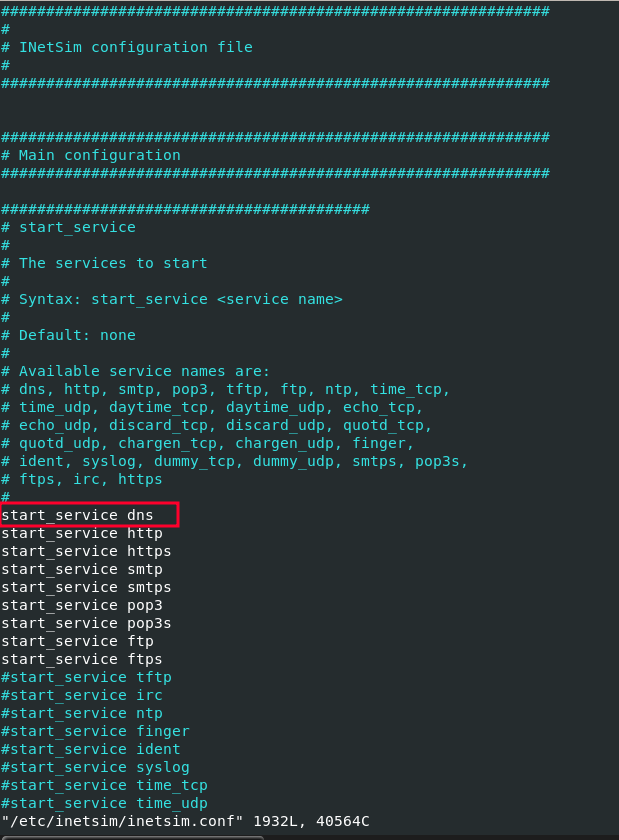 #############################################################
#
# INetSim configuration file
#
#############################################################
#############################################################
# Main configuration
#############################################################
#########################################
# start_service
#
# The services to start
#
# Syntax: start_service <service name>
#
# Default: none
#
# Available service names are:
# dns, http, smtp, pop3, tftp, ftp, ntp, time_tcp,
# time_udp, daytime_tcp, daytime_udp, echo_tcp,
# echo_udp, discard_tcp, discard_udp, quotd_tcp,
# quotd_udp, chargen_tcp, chargen_udp, finger,
# ident, syslog, dummy_tcp, dummy_udp, smtps, pop3s,
# ftps, irc, https
#
start_service dns
start_service http
start_service https
start_service smtp
start_service smtps
start_service pop3
start_service pop3s
start_service ftp
start_service ftps
#start_service tftp
#start_service irc
#start_service ntp
#start_service finger
#start_service ident
#start_service syslog
#start_service time_tcp
#start_service time_udp
"/etc/inetsim/inetsim.conf" 1932L, 40564C